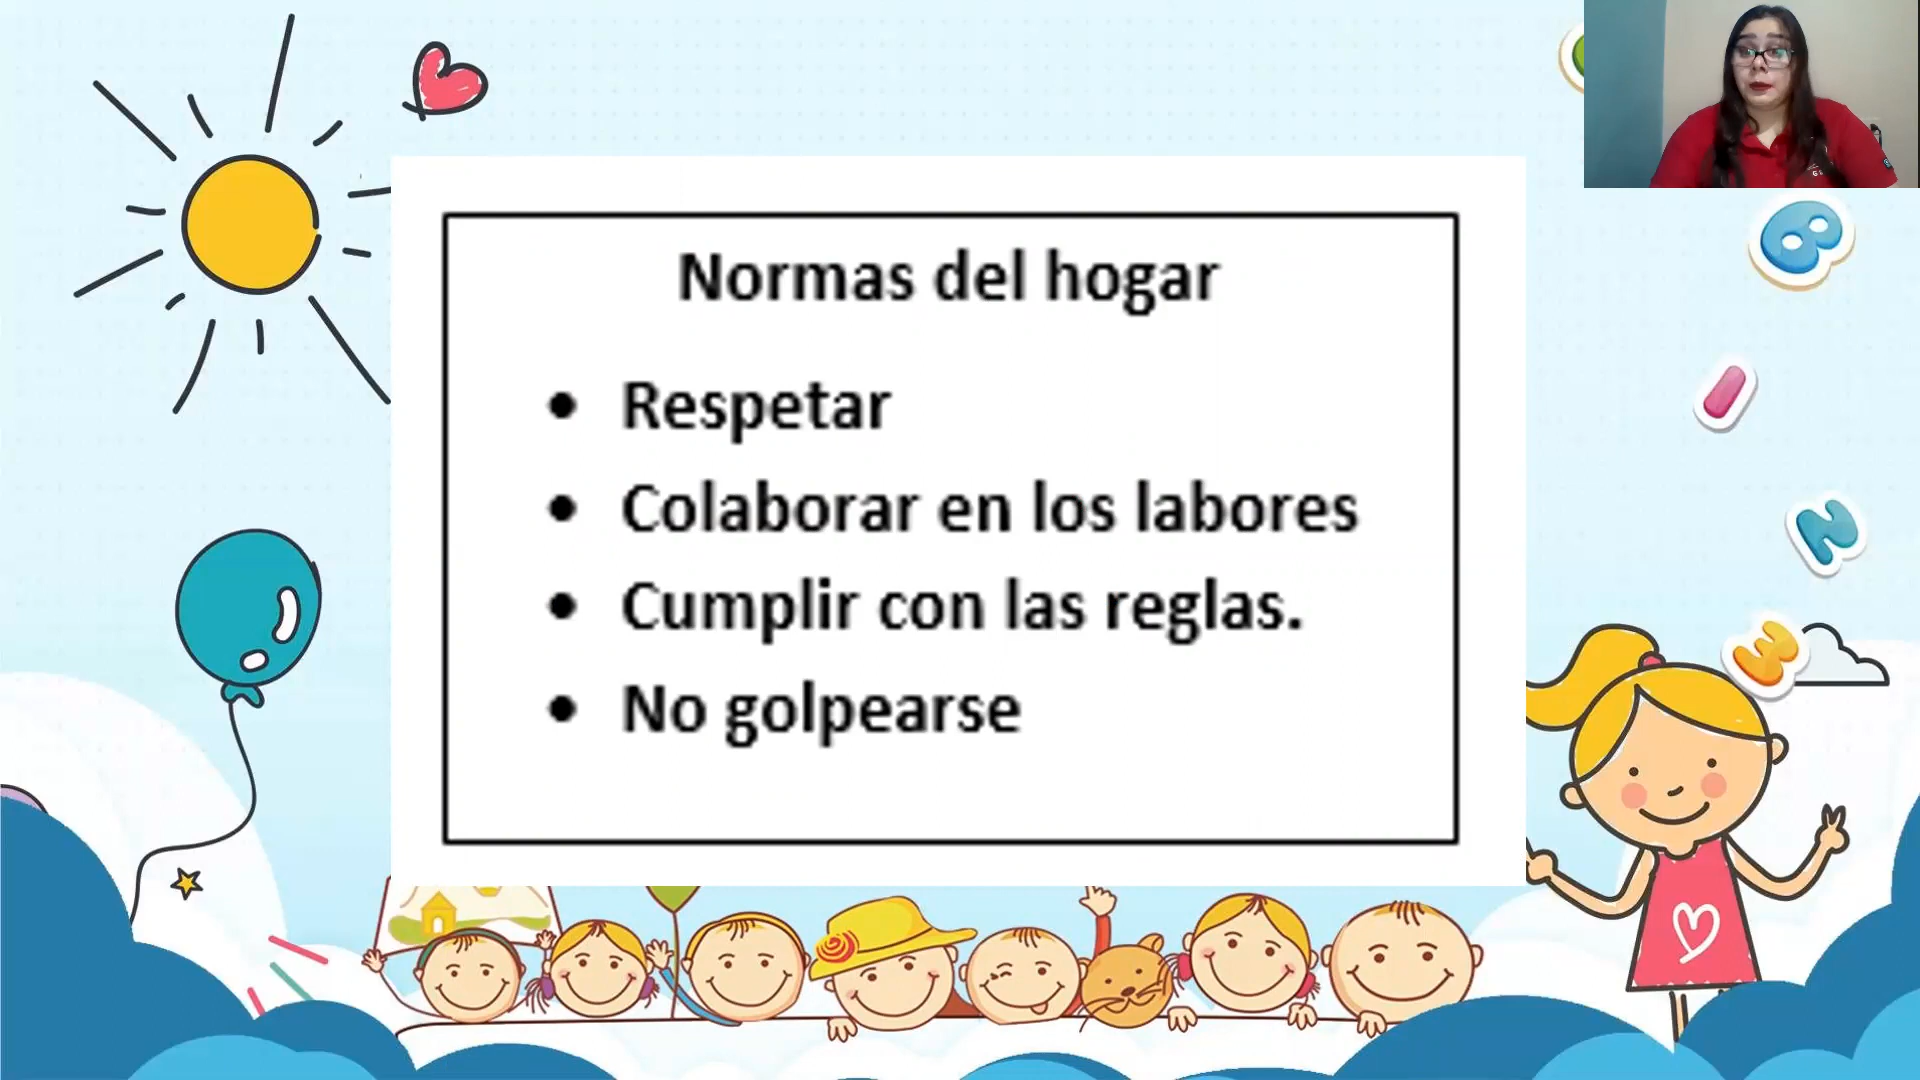 Normas del hogar
Respetar
Colaborar en los labores
Cumplir con las reglas.
No golpearse